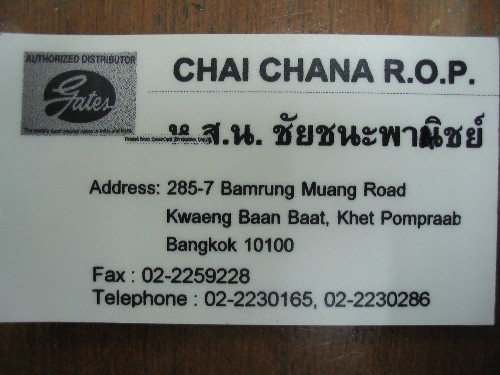 AUTHORIZED DISTRIBUTOR
Gates
CHAI CHANA R.O.P.
ห.ส.น. ชัยชนะพาณิชย์
Address: 285-7 Bamrung Muang Road
Kwaeng Baan Baat, Khet Pompraab
Bangkok 10100
Fax : 02-2259228
Telephone : 02-2230165, 02-2230286